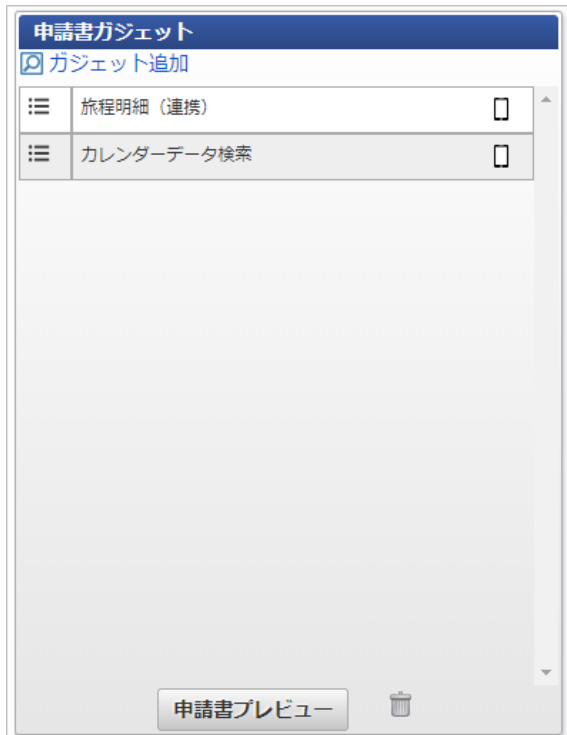 申請書ガジェット
ガジェット追加
旅程明細（連携）
カレンダーデータ検索
申請書プレビュー